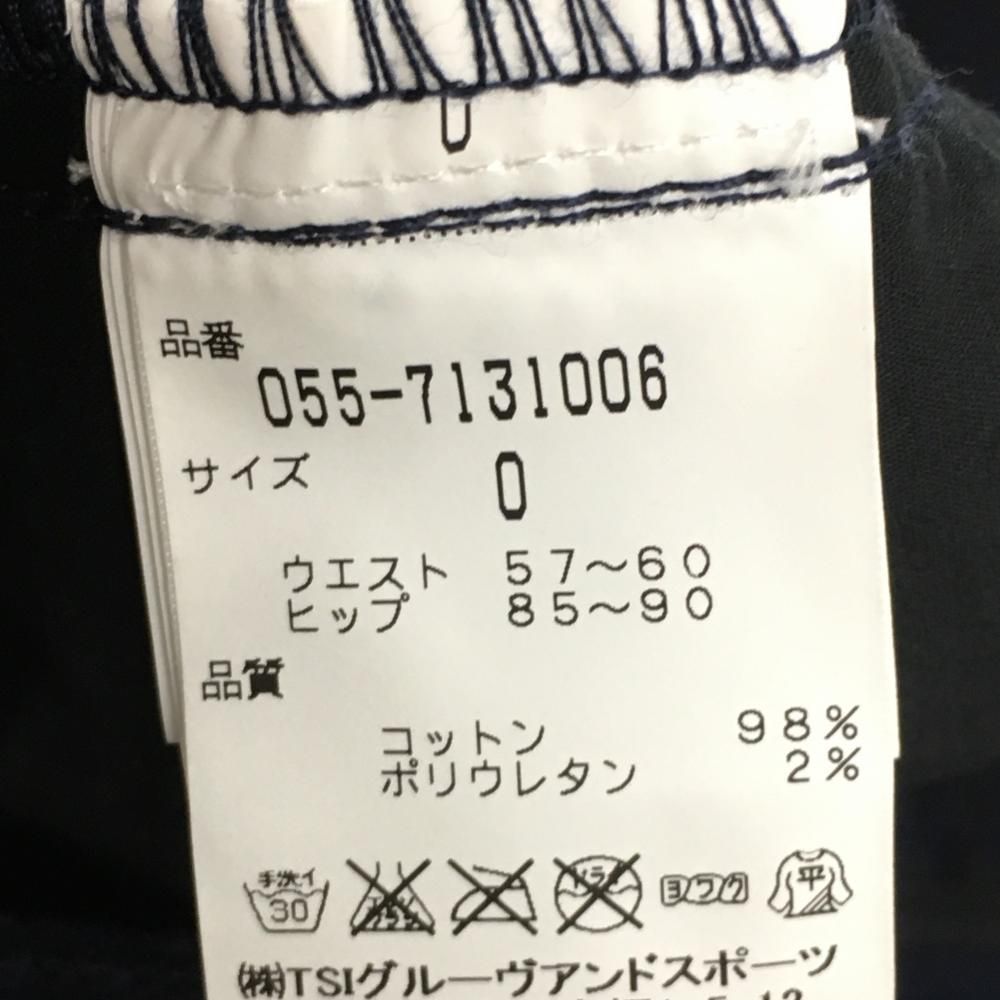 0
品番
055-7131006
サイズ 0
ウエスト 57〜60
ヒップ 85〜90
品質
コットン 98%
ポリウレタン 2%
手洗イ
30
ヨワク
平
㈱TSIグルーヴアンドスポーツ